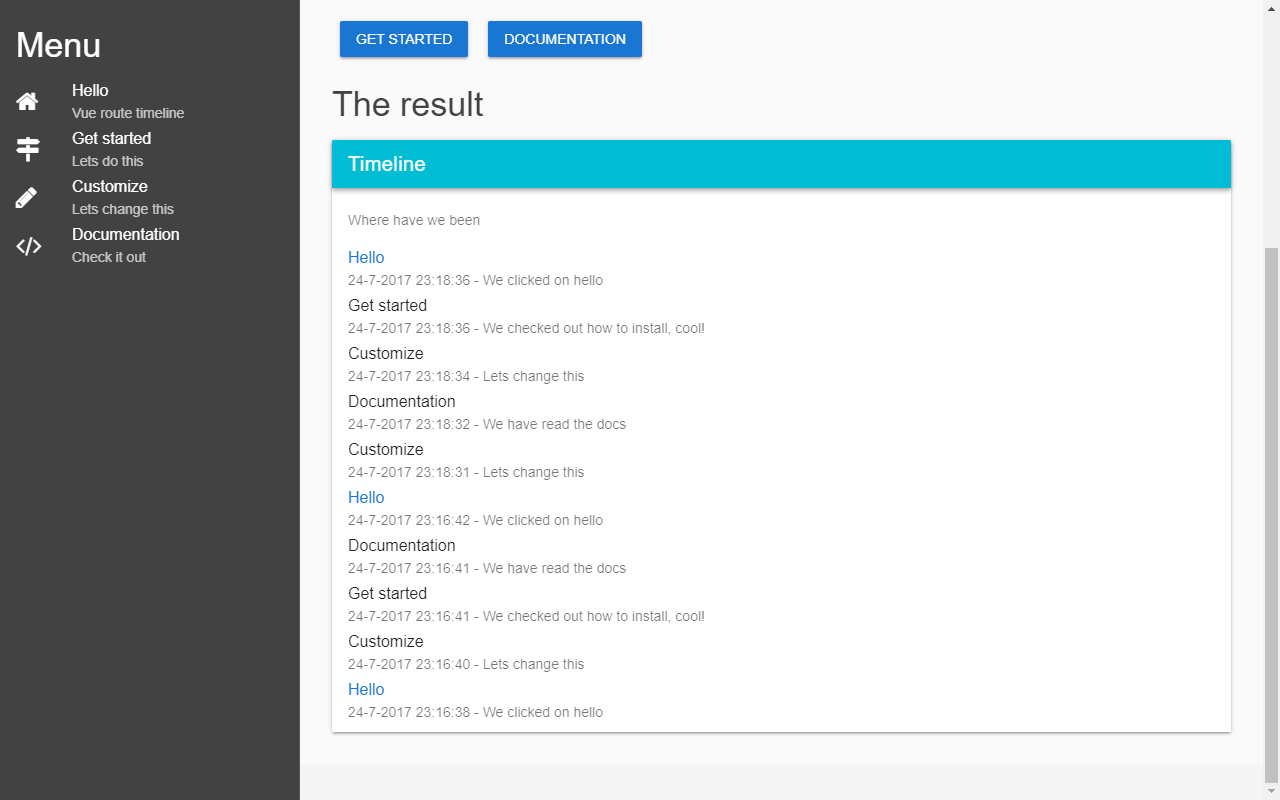 Menu
Hello
Vue route timeline
Get started
Lets do this
Customize
Lets change this
Documentation
Check it out
GET STARTED
DOCUMENTATION
The result
Timeline
Where have we been
Hello
24-7-2017 23:18:36 - We clicked on hello
Get started
24-7-2017 23:18:36 - We checked out how to install, cool!
Customize
24-7-2017 23:18:34 - Lets change this
Documentation
24-7-2017 23:18:32 - We have read the docs
Customize
24-7-2017 23:18:31 - Lets change this
Hello
24-7-2017 23:16:42 - We clicked on hello
Documentation
24-7-2017 23:16:41 - We have read the docs
Get started
24-7-2017 23:16:41 - We checked out how to install, cool!
Customize
24-7-2017 23:16:40 - Lets change this
Hello
24-7-2017 23:16:38 - We clicked on hello